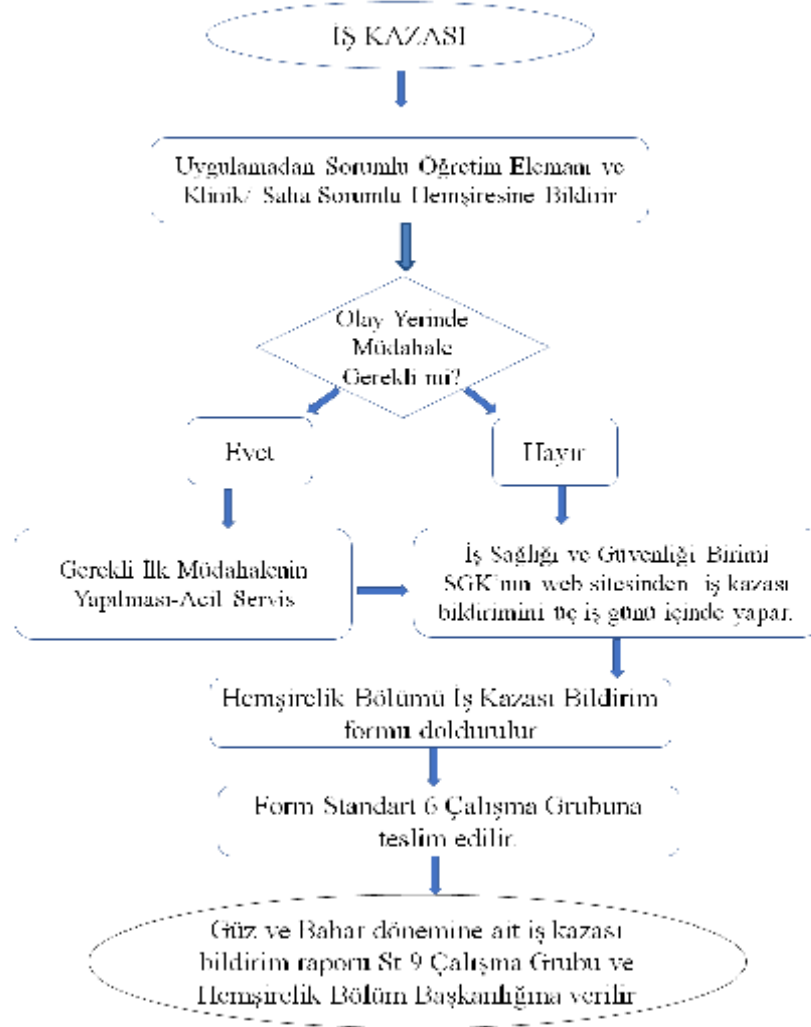 İŞ KAZASI
Uygulamadan Sorumlu Öğretim Elemanı ve
Klinik/ Saha Sorumlu Hemşiresine Bildirir
Olay Yerinde
Müdahale
Gerekli mi?
Evet
Hayır
Gerekli İlk Müdahalenin
Yapılması-Acil Servis
İş Sağlığı ve Güvenliği Birimi
SGK'nın web sitesinden iş kazası
bildirimini üç iş günü içinde yapar.
Hemşirelik Bölümü İş Kazası Bildirim
formu doldurulur
Form Standart 6 Çalışma Grubuna
teslim edilir.
Güz ve Bahar dönemine ait iş kazası
bildirim raporu St 9 Çalışma Grubu ve
Hemşirelik Bölüm Başkanlığına verilir